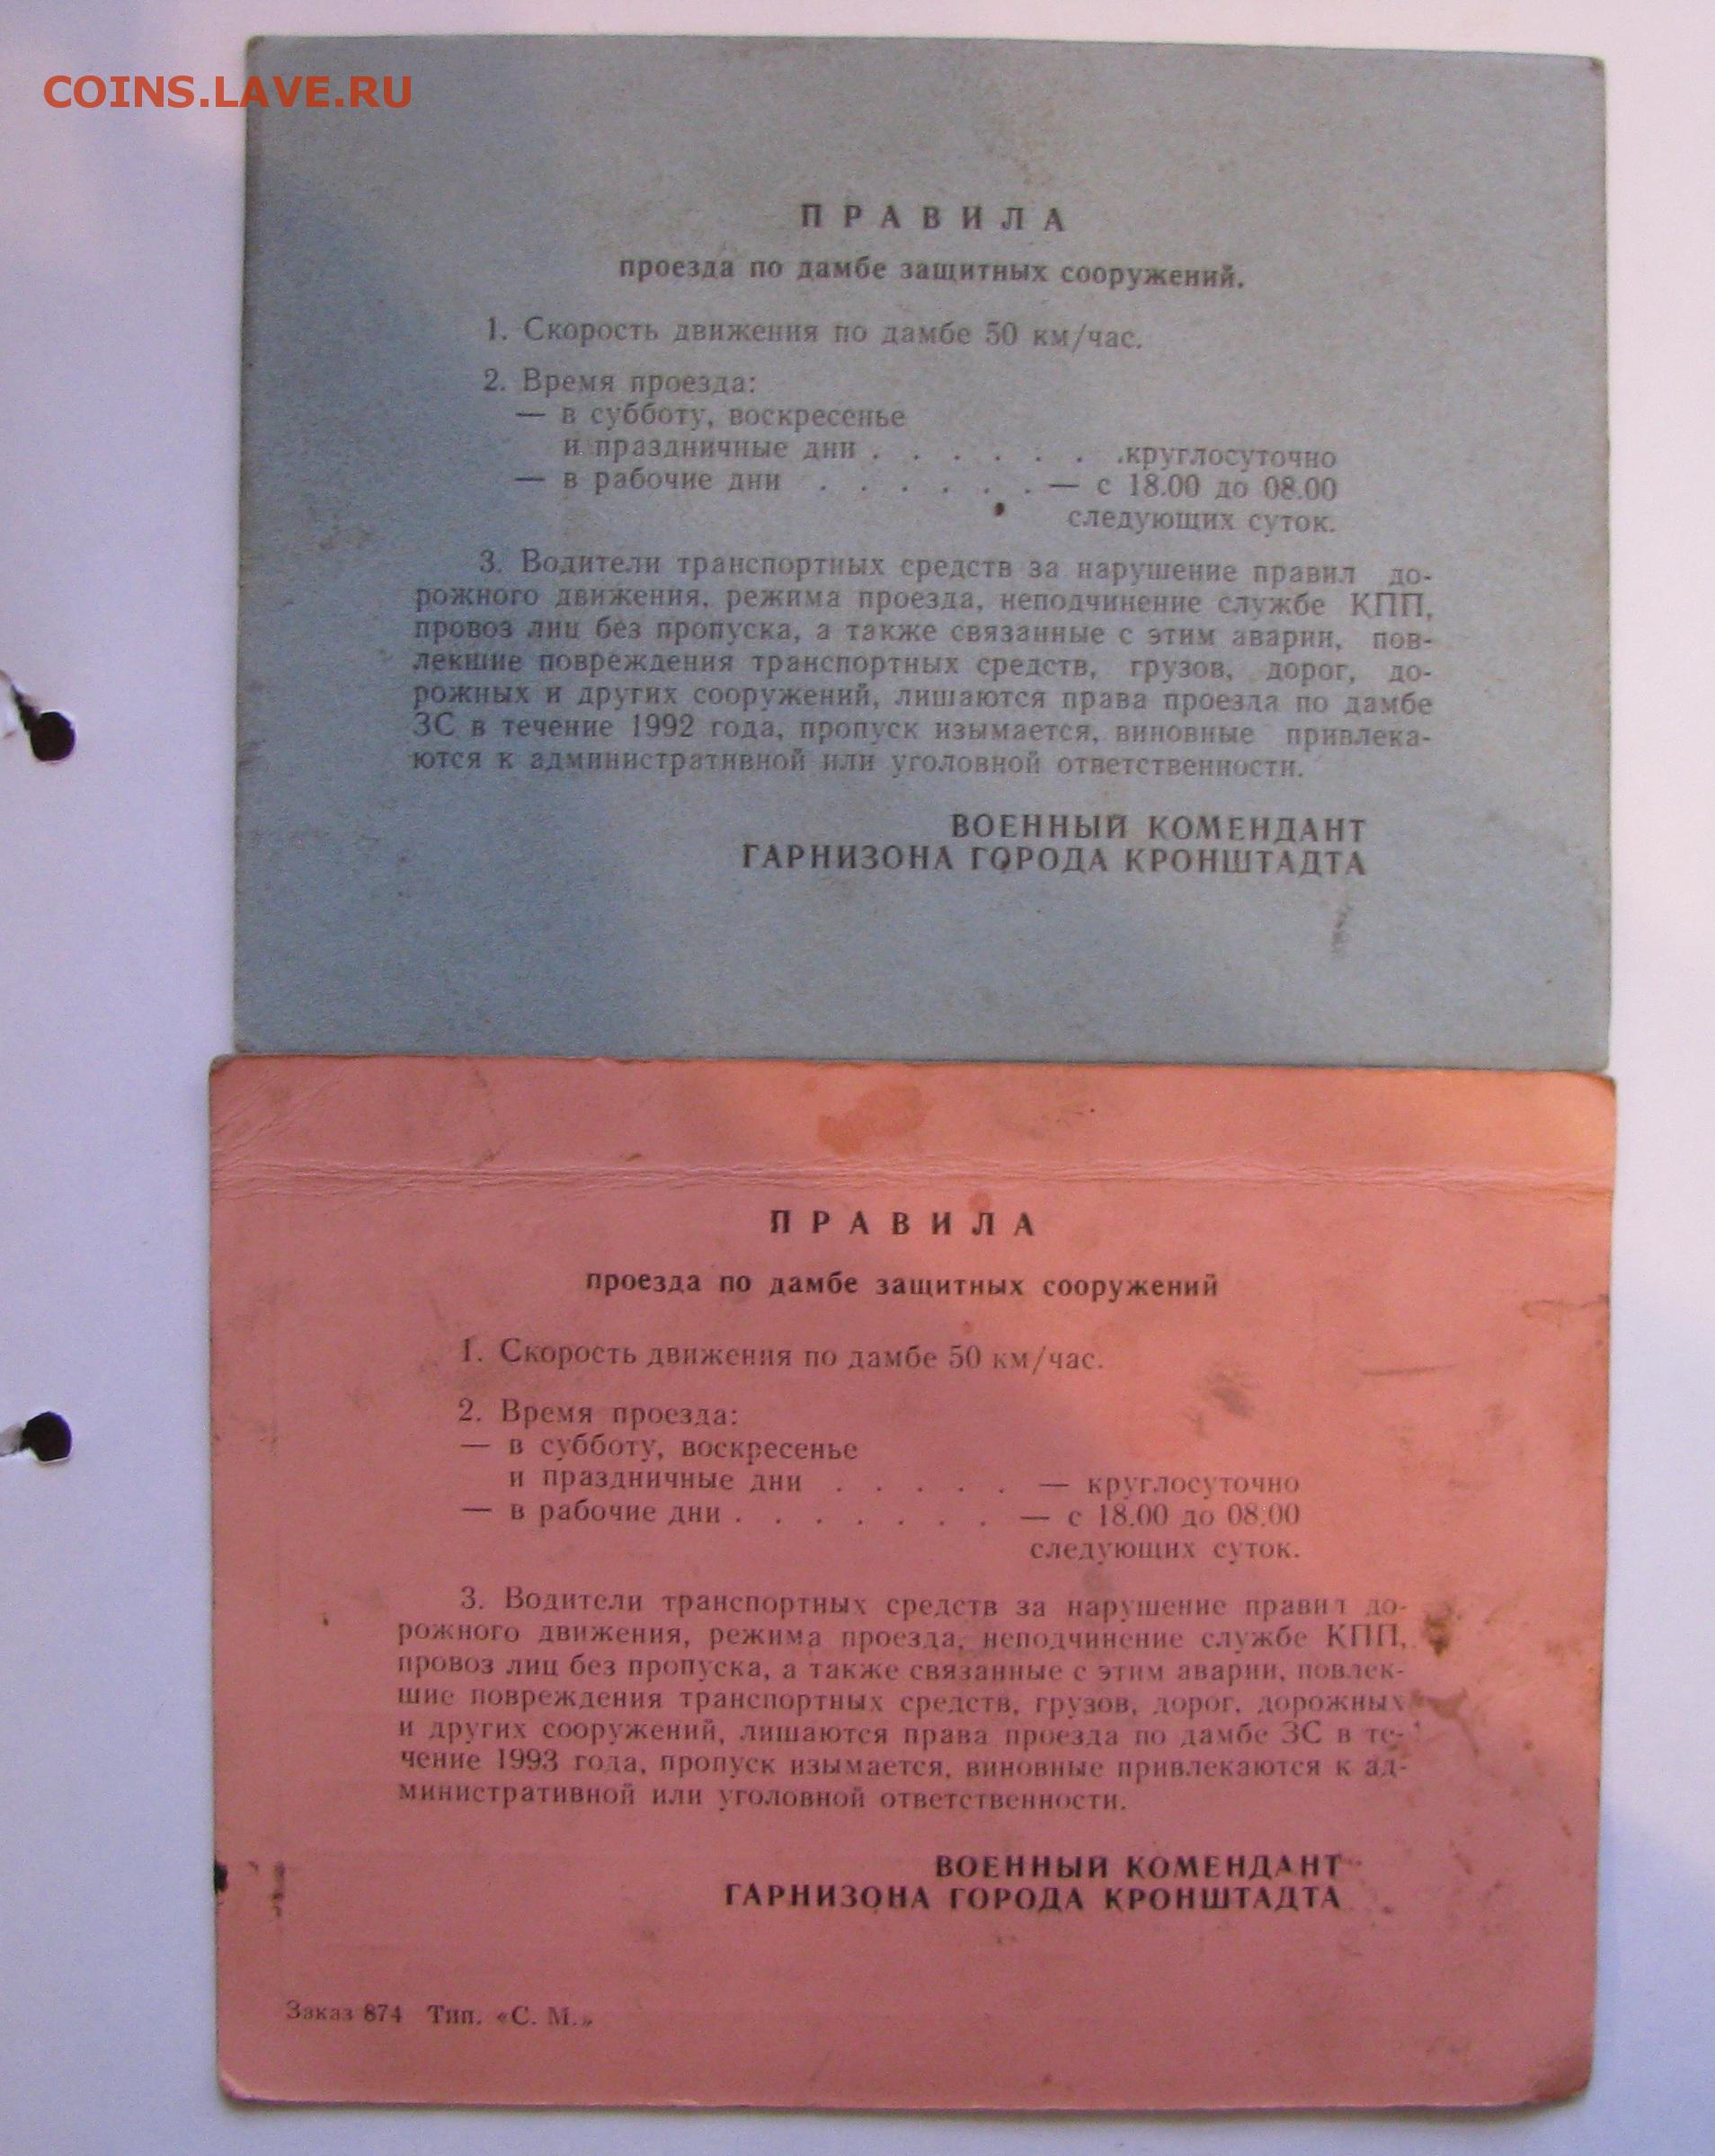 COINS.LAVE.RU
ПРАВИЛА
проезда по дамбе защитных сооружений.
1. Скорость движения по дамбе 50 км/час.
2. Время проезда:
— в субботу, воскресенье
и праздничные дни . . . . . . .круглосуточно
— в рабочие дни . . . . . . — с 18.00 до 08.00
следующих суток.
3. Водители транспортных средств за нарушение правил до-
рожного движения, режима проезда, неподчинение службе КПП,
провоз лиц без пропуска, а также связанные с этим аварии, пов-
лекшие повреждения транспортных средств, грузов, дорог, до-
рожных и других сооружений, лишаются права проезда по дамбе
ЗС в течение 1992 года, пропуск изымается, виновные привлека-
ются к административной или уголовной ответственности.
ВОЕННЫЙ КОМЕНДАНТ
ГАРНИЗОНА ГОРОДА КРОНШТАДТА
ПРАВИЛА
проезда по дамбе защитных сооружений
1. Скорость движения по дамбе 50 км/час.
2. Время проезда:
— в субботу, воскресенье
и праздничные дни . . . . . — круглосуточно
— в рабочие дни . . . . . . . — с 18.00 до 08.00
следующих суток.
3. Водители транспортных средств за нарушение правил до-
рожного движения, режима проезда, неподчинение службе КПП,
провоз лиц без пропуска, а также связанные с этим аварии, повлек-
шие повреждения транспортных средств, грузов, дорог, дорожных
и других сооружений, лишаются права проезда по дамбе ЗС в те-
чение 1993 года, пропуск изымается, виновные привлекаются к ад-
министративной или уголовной ответственности.
ВОЕННЫЙ КОМЕНДАНТ
ГАРНИЗОНА ГОРОДА КРОНШТАДТА
Заказ 874 Тип. «С. М.»